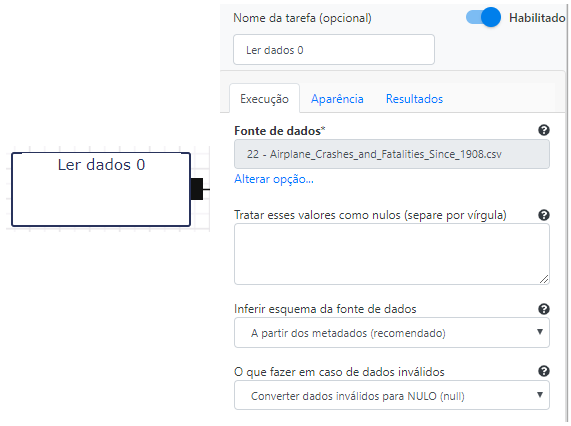 Ler dados 0
Nome da tarefa (opcional)
Habilitado
Ler dados 0
Execução
Aparência
Resultados
Fonte de dados*
22 - Airplane_Crashes_and_Fatalities_Since_1908.csv
Alterar opção...
Tratar esses valores como nulos (separe por vírgula)
Inferir esquema da fonte de dados
A partir dos metadados (recomendado)
O que fazer em caso de dados inválidos
Converter dados inválidos para NULO (null)